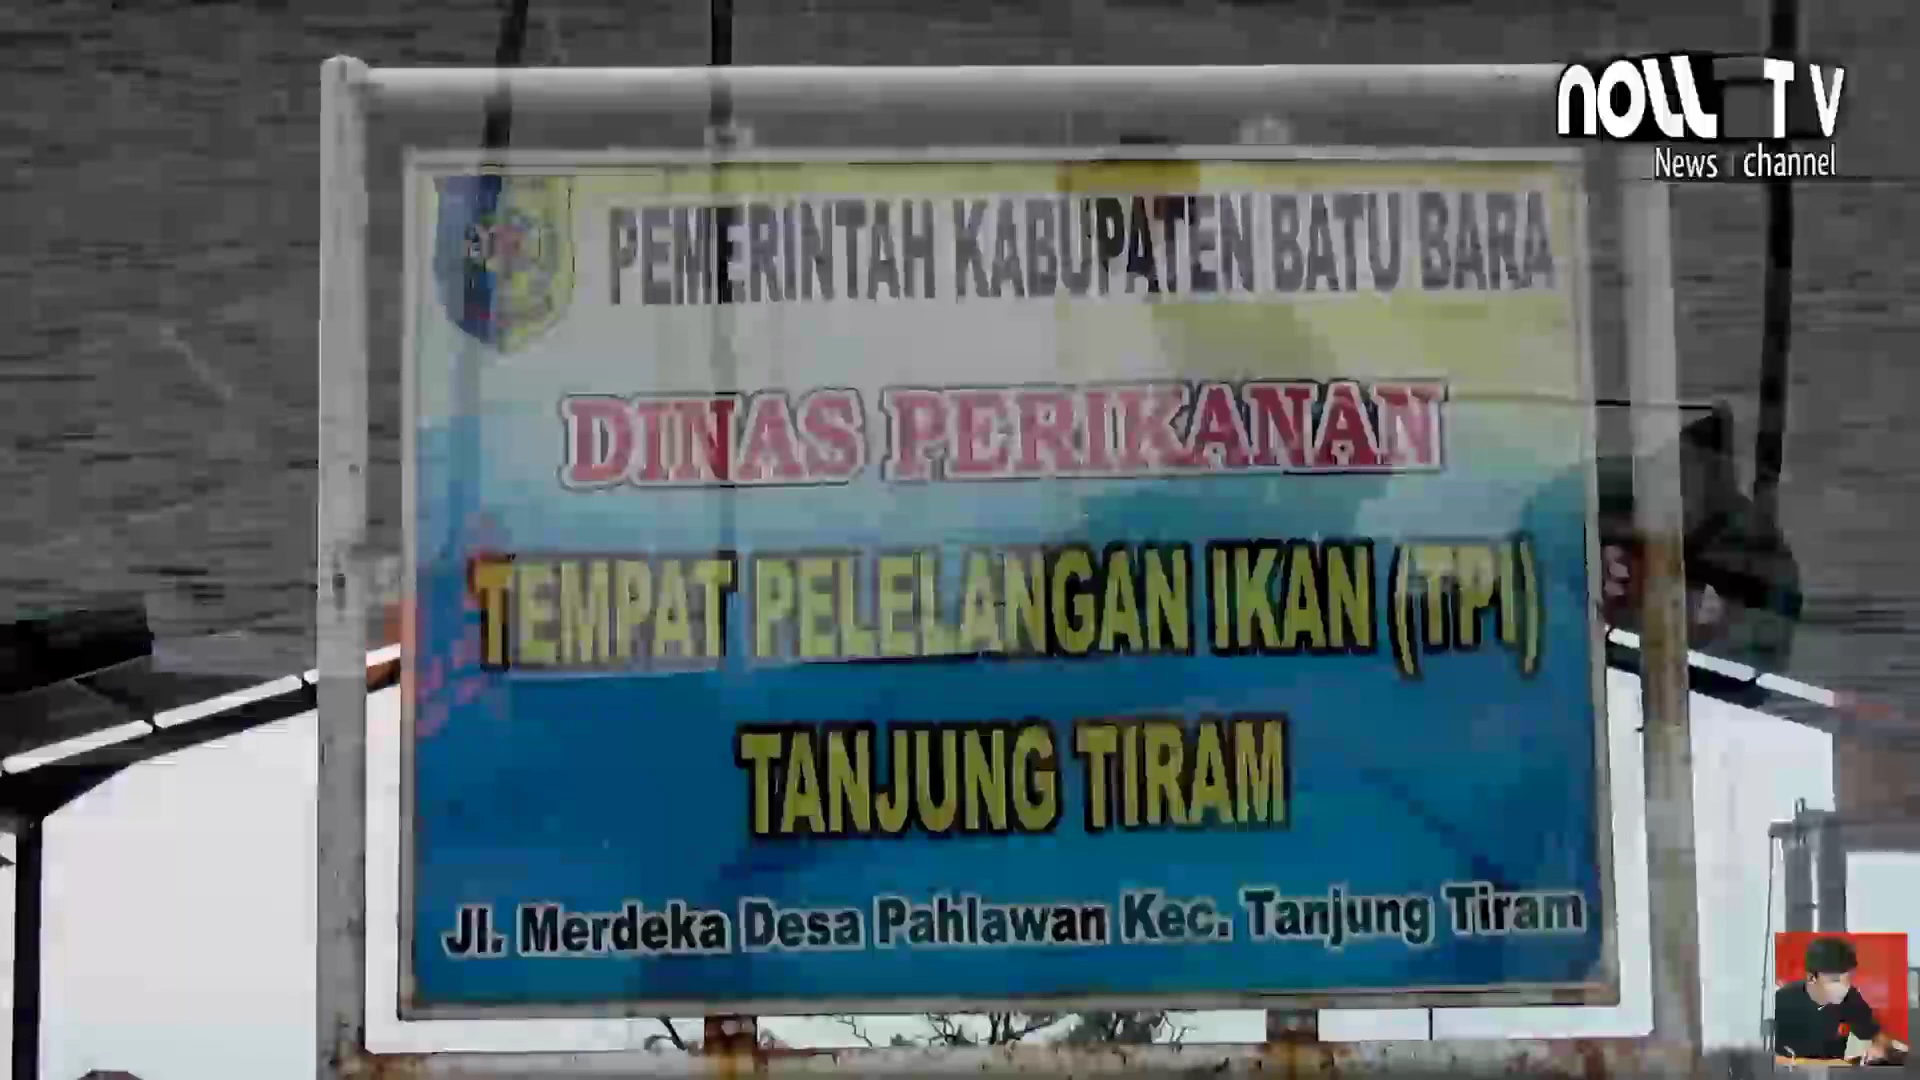 NOLL TV
News channel
PEMERINTAH KABUPATEN BATU BARA
DINAS PERIKANAN
TEMPAT PELELANGAN IKAN (TPI)
TANJUNG TIRAM
Jl. Merdeka Desa Pahlawan Kec. Tanjung Tiram